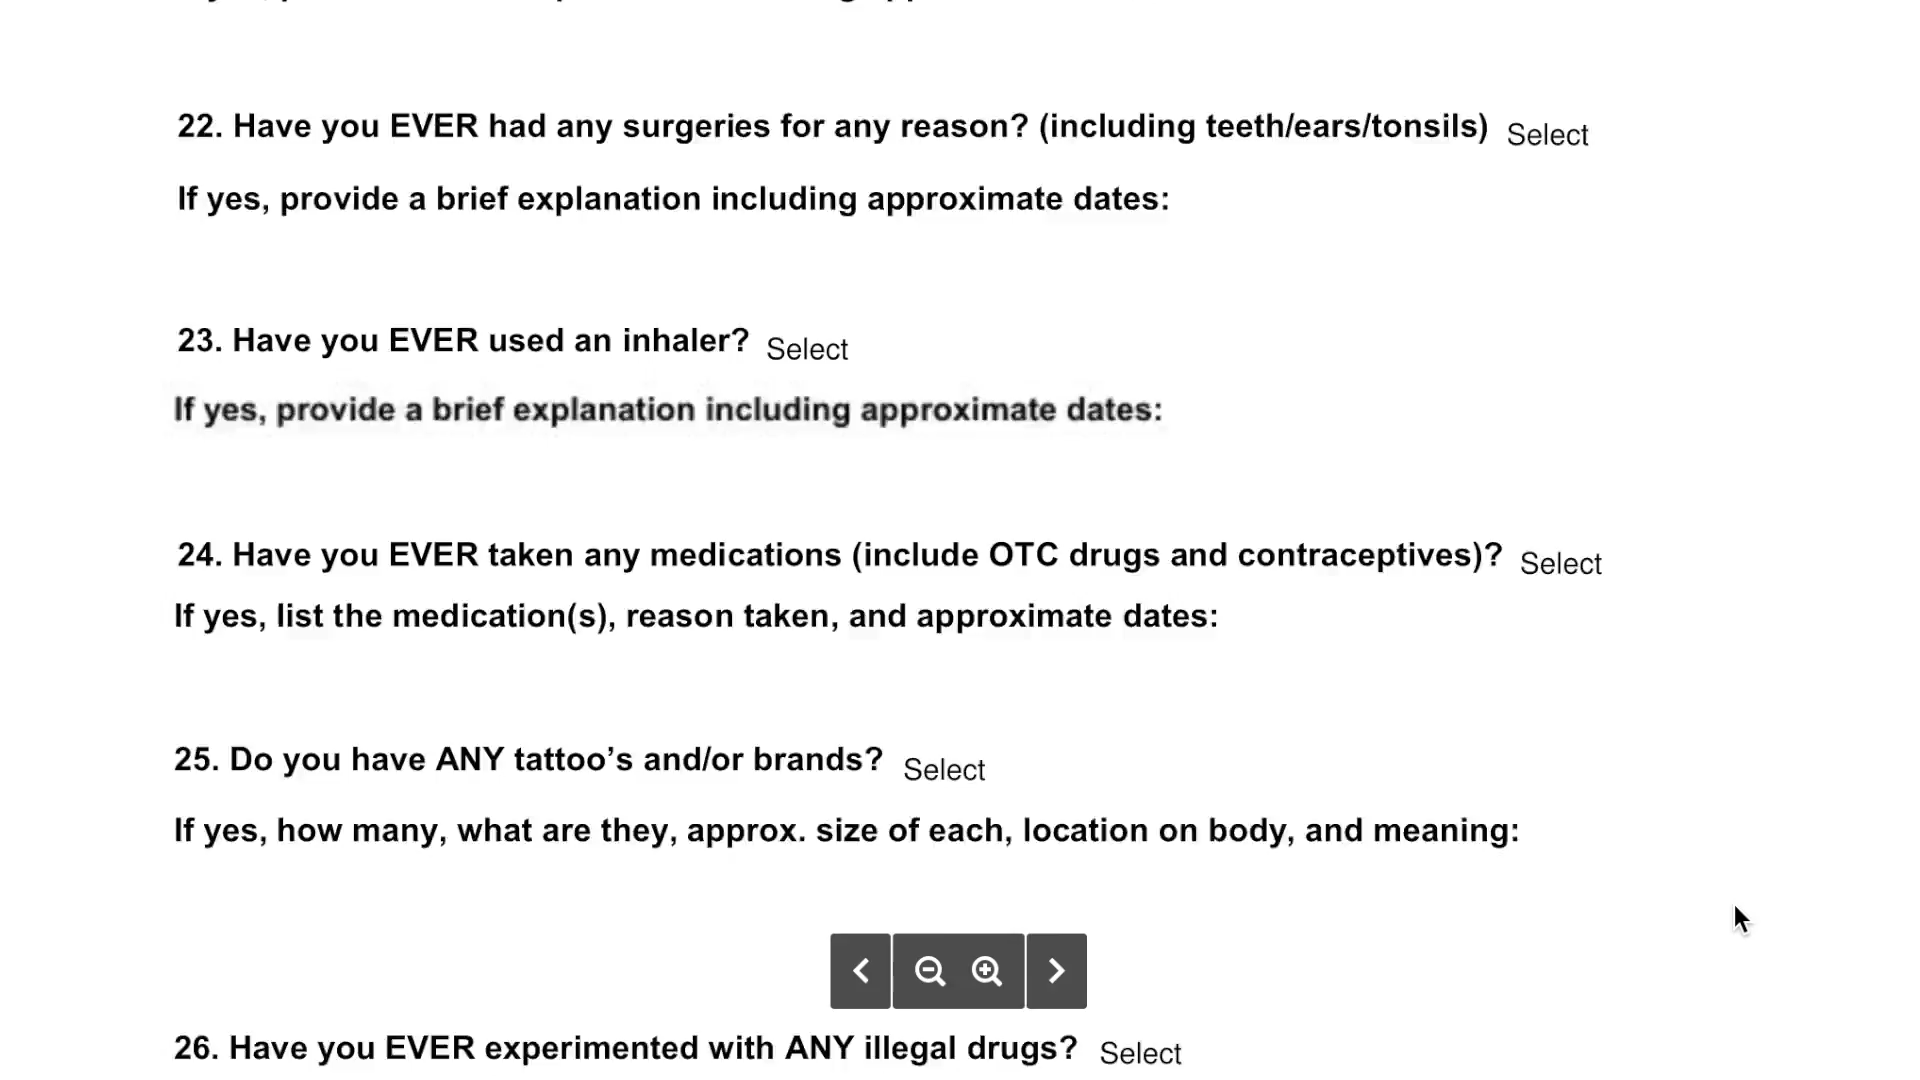 22. Have you EVER had any surgeries for any reason? (including teeth/ears/tonsils) Select
If yes, provide a brief explanation including approximate dates:
23. Have you EVER used an inhaler? Select
If yes, provide a brief explanation including approximate dates:
24. Have you EVER taken any medications (include OTC drugs and contraceptives)? Select
If yes, list the medication(s), reason taken, and approximate dates:
25. Do you have ANY tattoo’s and/or brands? Select
If yes, how many, what are they, approx. size of each, location on body, and meaning:
26. Have you EVER experimented with ANY illegal drugs? Select